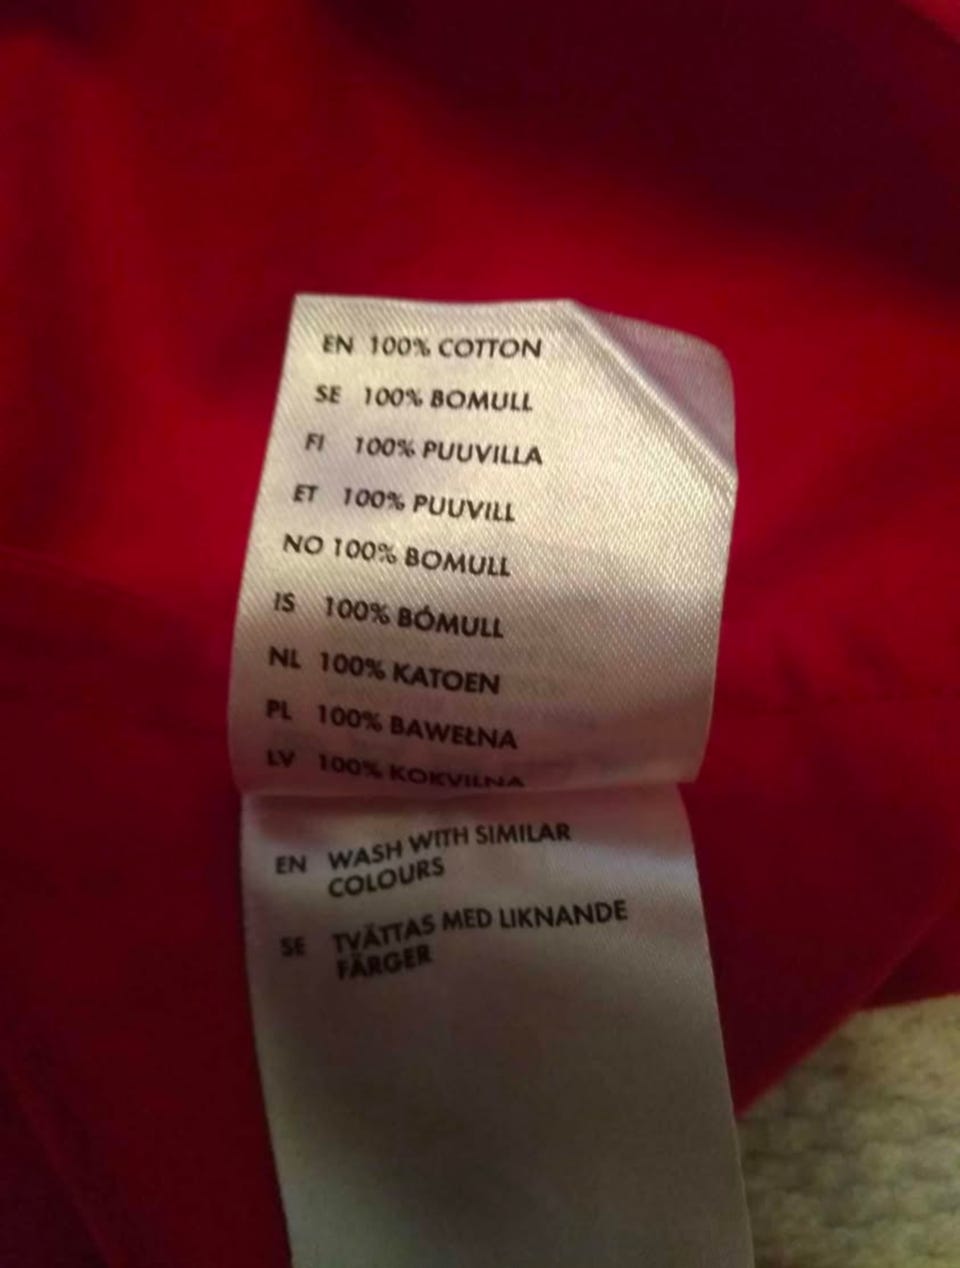 EN 100% COTTON
SE 100% BOMULL
FI 100% PUUVILLA
ET 100% PUUVILL
NO 100% BOMULL
IS 100% BÓMULL
NL 100% KATOEN
PL 100% BAWEŁNA
LV 100% KOKVILNA
EN WASH WITH SIMILAR
COLOURS
SE TVÄTTAS MED LIKNANDE
FÄRGER